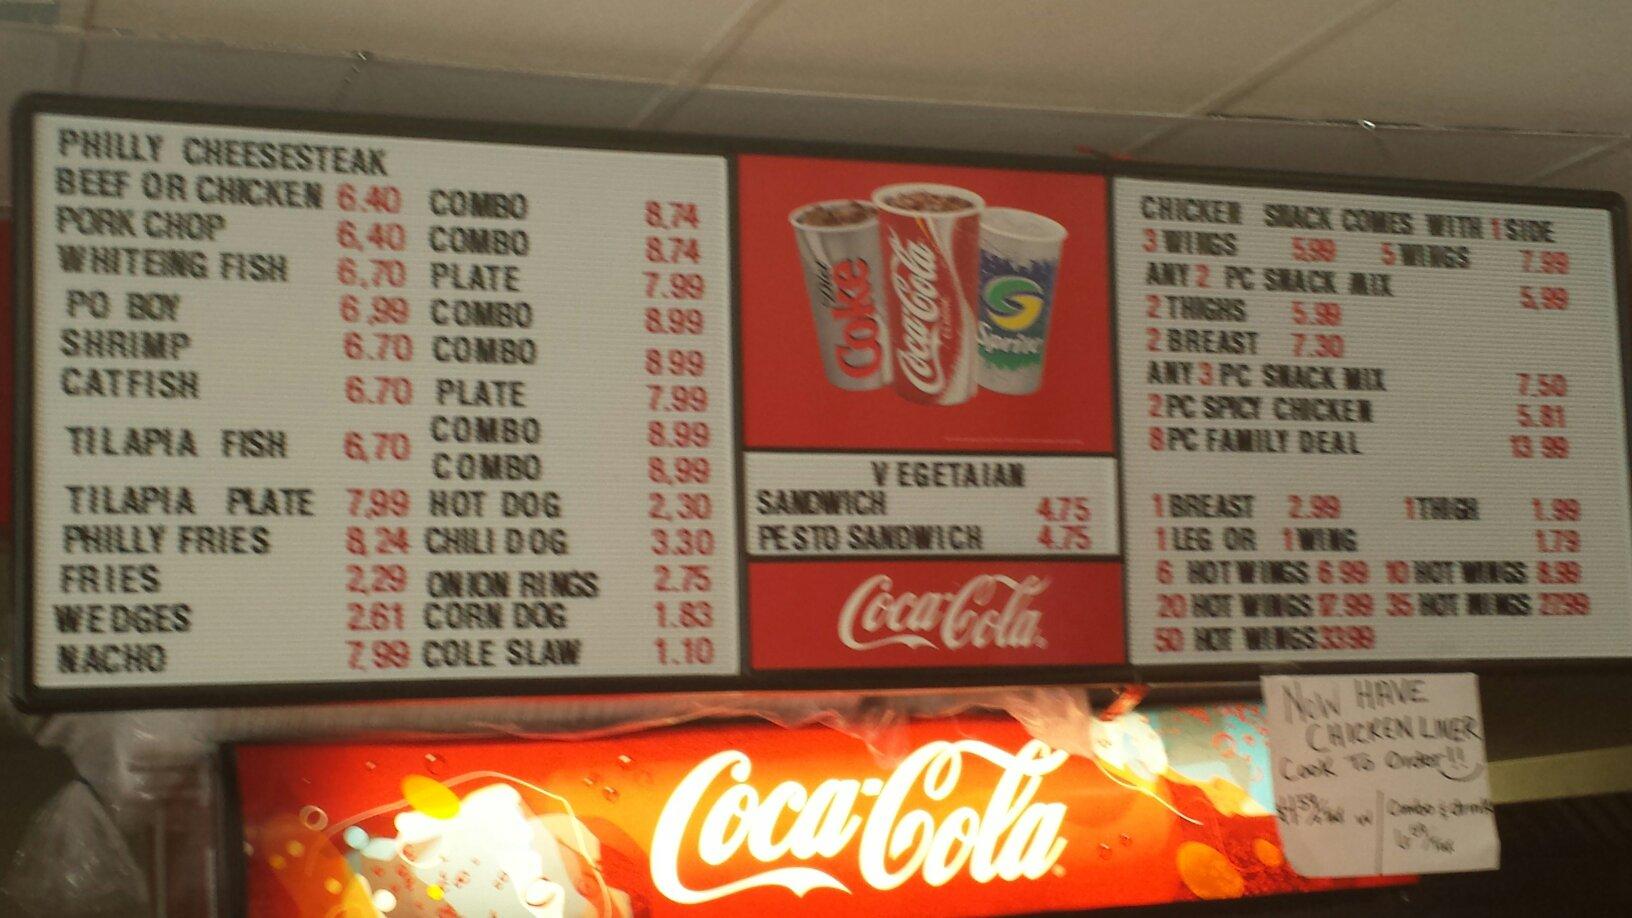 PHILLY CHEESESTEAK
BEEF OR CHICKEN 6.40 COMBO 8.74
PORK CHOP 6,40 COMBO 8.74
WHITEING FISH 6,70 PLATE 7.99
PO BOY 6,99 COMBO 8.99
SHRIMP 6.70 COMBO 8 99
CATFISH 6.70 PLATE 7.99
COMBO 8.99
TILAPIA FISH 6,70
COMBO 8,99
TILAPIA PLATE 7,99 HOT DOG 2,30
PHILLY FRIES 8,24 CHILI DOG 3.30
FRIES 2,29 ONION RINGS 2.75
WEDGES 2.61 CORN DOG 1.83
NACHO 7,99 COLE SLAW 1.10
Diet Coke
Coca-Cola
Sprite
VEGETAIAN
SANDWICH 4.75
PESTO SANDWICH 4.75
Coca-Cola
CHICKEN SNACK COMES WITH 1 SIDE
3 WINGS 5.99 5 WINGS 7.99
ANY 2 PC SNACK MIX 5,99
2 THIGHS 5.99
2 BREAST 7.30
ANY 3 PC SNACK MIX 7.50
2 PC SPICY CHICKEN 5.81
8 PC FAMILY DEAL 13 99
1 BREAST 2.99 1 THIGH 1.99
1 LEG OR 1 WING 1.79
6 HOT WINGS 6 99 10 HOT WINGS 8.99
20 HOT WINGS 17.99 35 HOT WINGS 27.99
50 HOT WINGS 33 99
Coca-Cola
NOW HAVE
CHICKEN LIVER
Cook To Order!!
w/ Combo & drink